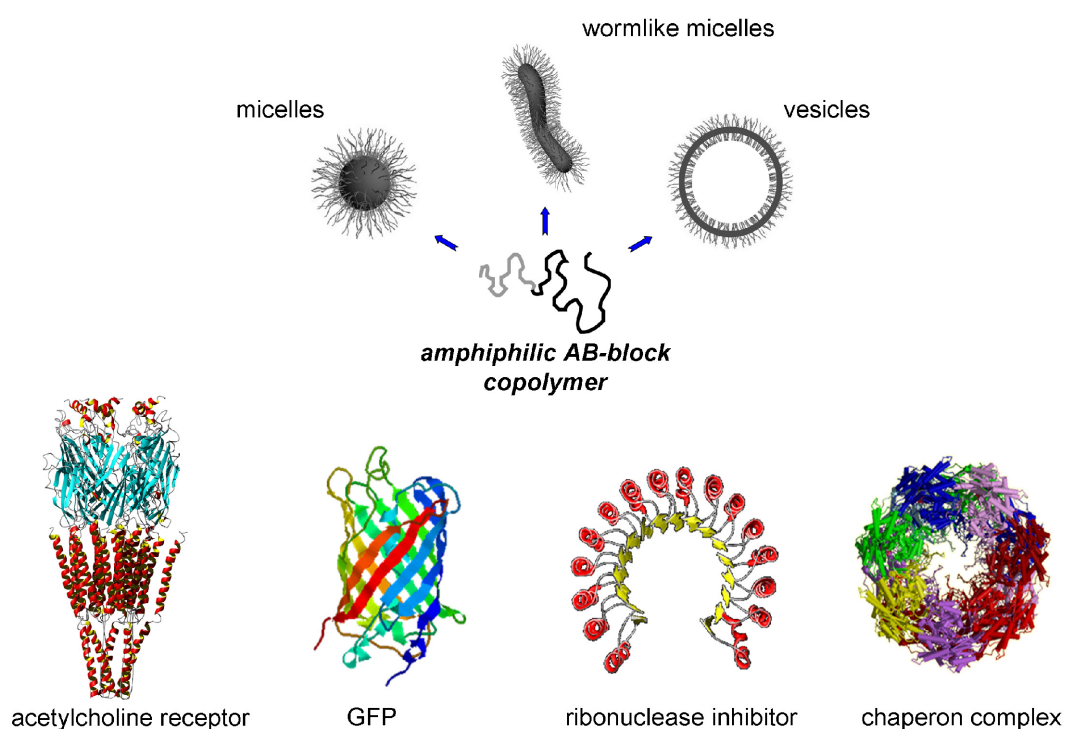 wormlike micelles
micelles
vesicles
amphiphilic AB-block
copolymer
acetylcholine receptor
GFP
ribonuclease inhibitor
chaperon complex